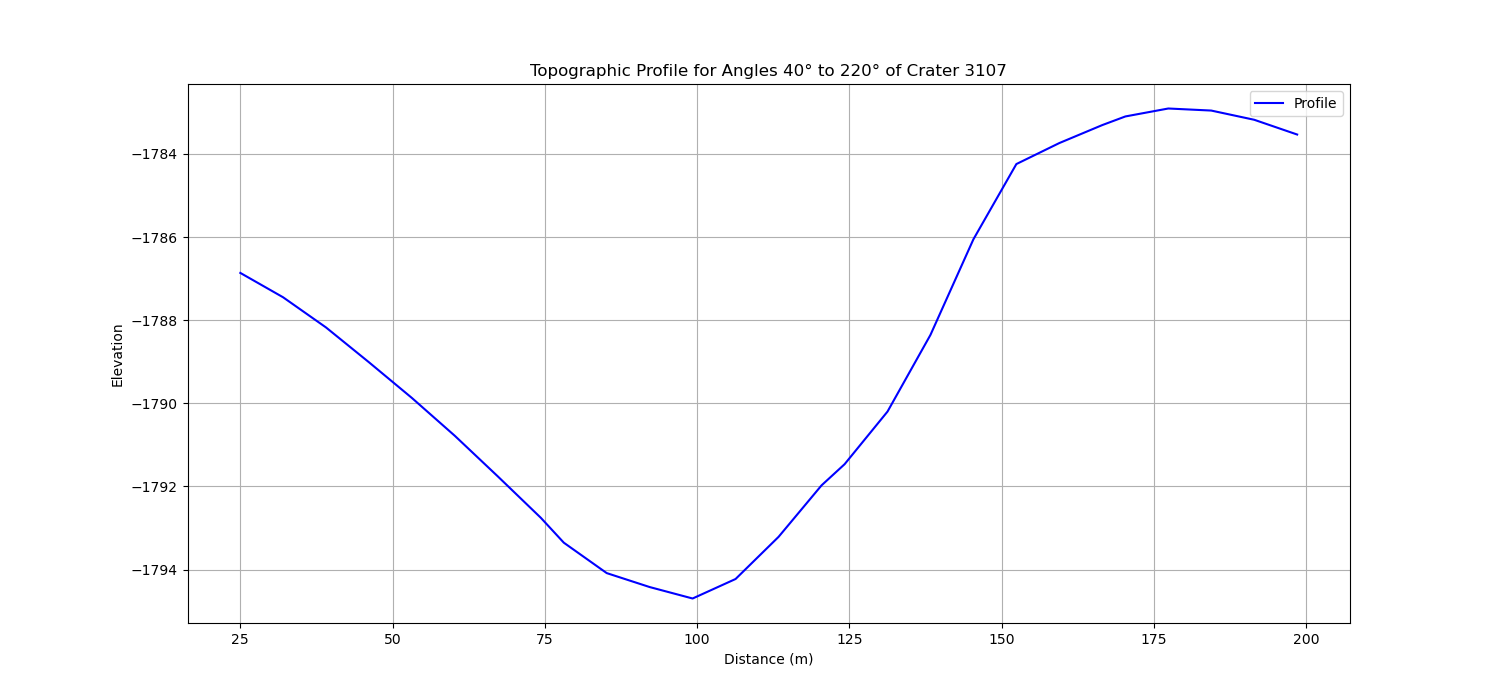 Topographic Profile for Angles 40° to 220° of Crater 3107
Profile
−1784
−1786
−1788
−1790
−1792
−1794
Elevation
25 50 75 100 125 150 175 200
Distance (m)